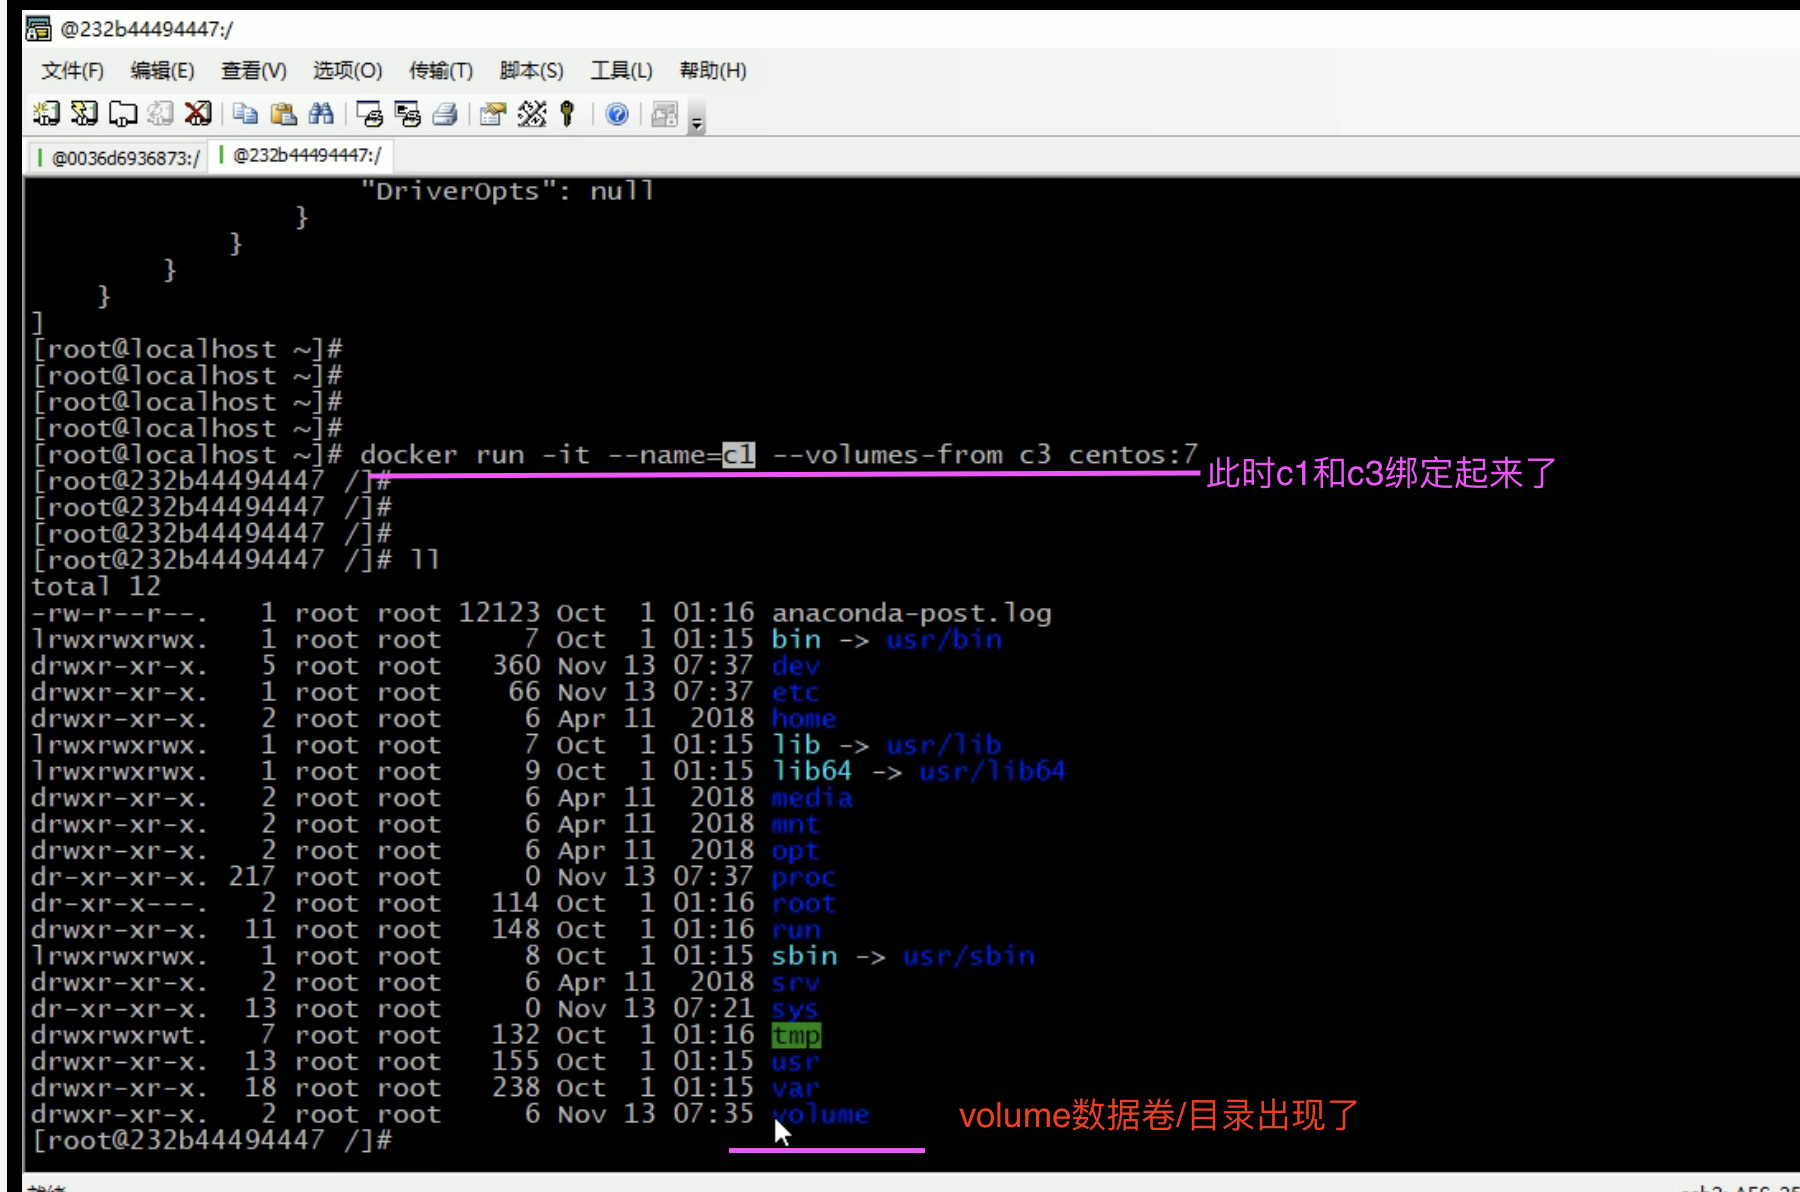 @232b44494447:/
文件(F) 编辑(E) 查看(V) 选项(O) 传输(T) 脚本(S) 工具(L) 帮助(H)
@0036d6936873:/ @232b44494447:/
"DriverOpts": null
}
}
}
}
]
[root@localhost ~]#
[root@localhost ~]#
[root@localhost ~]#
[root@localhost ~]#
[root@localhost ~]# docker run -it --name=c1 --volumes-from c3 centos:7
此时c1和c3绑定起来了
[root@232b44494447 /]#
[root@232b44494447 /]#
[root@232b44494447 /]#
[root@232b44494447 /]# ll
total 12
-rw-r--r--. 1 root root 12123 Oct 1 01:16 anaconda-post.log
lrwxrwxrwx. 1 root root 7 Oct 1 01:15 bin -> usr/bin
drwxr-xr-x. 5 root root 360 Nov 13 07:37 dev
drwxr-xr-x. 1 root root 66 Nov 13 07:37 etc
drwxr-xr-x. 2 root root 6 Apr 11 2018 home
lrwxrwxrwx. 1 root root 7 Oct 1 01:15 lib -> usr/lib
lrwxrwxrwx. 1 root root 9 Oct 1 01:15 lib64 -> usr/lib64
drwxr-xr-x. 2 root root 6 Apr 11 2018 media
drwxr-xr-x. 2 root root 6 Apr 11 2018 mnt
drwxr-xr-x. 2 root root 6 Apr 11 2018 opt
dr-xr-xr-x. 217 root root 0 Nov 13 07:37 proc
dr-xr-x---. 2 root root 114 Oct 1 01:16 root
drwxr-xr-x. 11 root root 148 Oct 1 01:16 run
lrwxrwxrwx. 1 root root 8 Oct 1 01:15 sbin -> usr/sbin
drwxr-xr-x. 2 root root 6 Apr 11 2018 srv
dr-xr-xr-x. 13 root root 0 Nov 13 07:21 sys
drwxrwxrwt. 7 root root 132 Oct 1 01:16 tmp
drwxr-xr-x. 13 root root 155 Oct 1 01:15 usr
drwxr-xr-x. 18 root root 238 Oct 1 01:15 var
drwxr-xr-x. 2 root root 6 Nov 13 07:35 volume
volume数据卷/目录出现了
[root@232b44494447 /]#